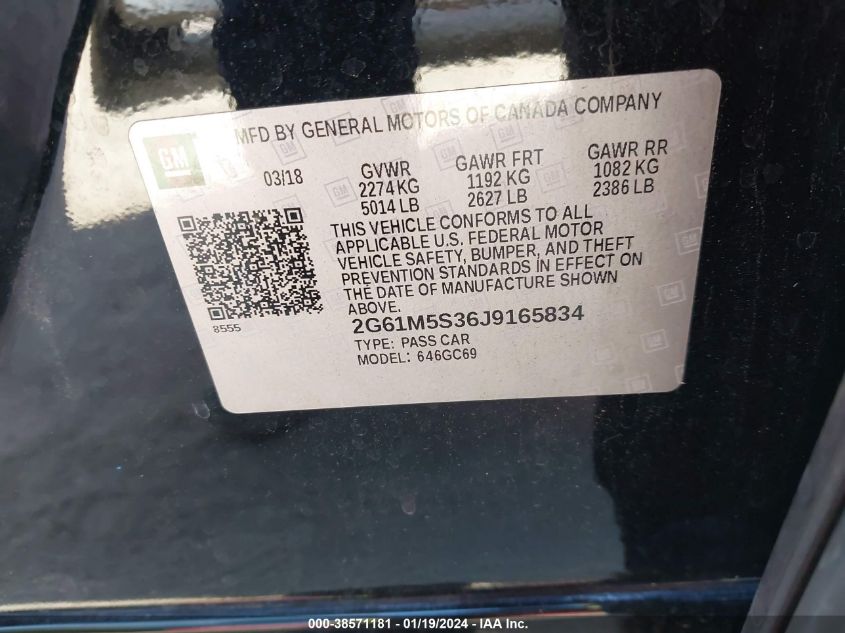 GM
MFD BY GENERAL MOTORS OF CANADA COMPANY
03/18
GVWR
2274 KG
5014 LB
GAWR FRT
1192 KG
2627 LB
GAWR RR
1082 KG
2386 LB
THIS VEHICLE CONFORMS TO ALL
APPLICABLE U.S. FEDERAL MOTOR
VEHICLE SAFETY, BUMPER, AND THEFT
PREVENTION STANDARDS IN EFFECT ON
THE DATE OF MANUFACTURE SHOWN
ABOVE.
8555
2G61M5S36J9165834
TYPE: PASS CAR
MODEL: 646GC69
000-38571181 - 01/19/2024 - IAAI Inc.